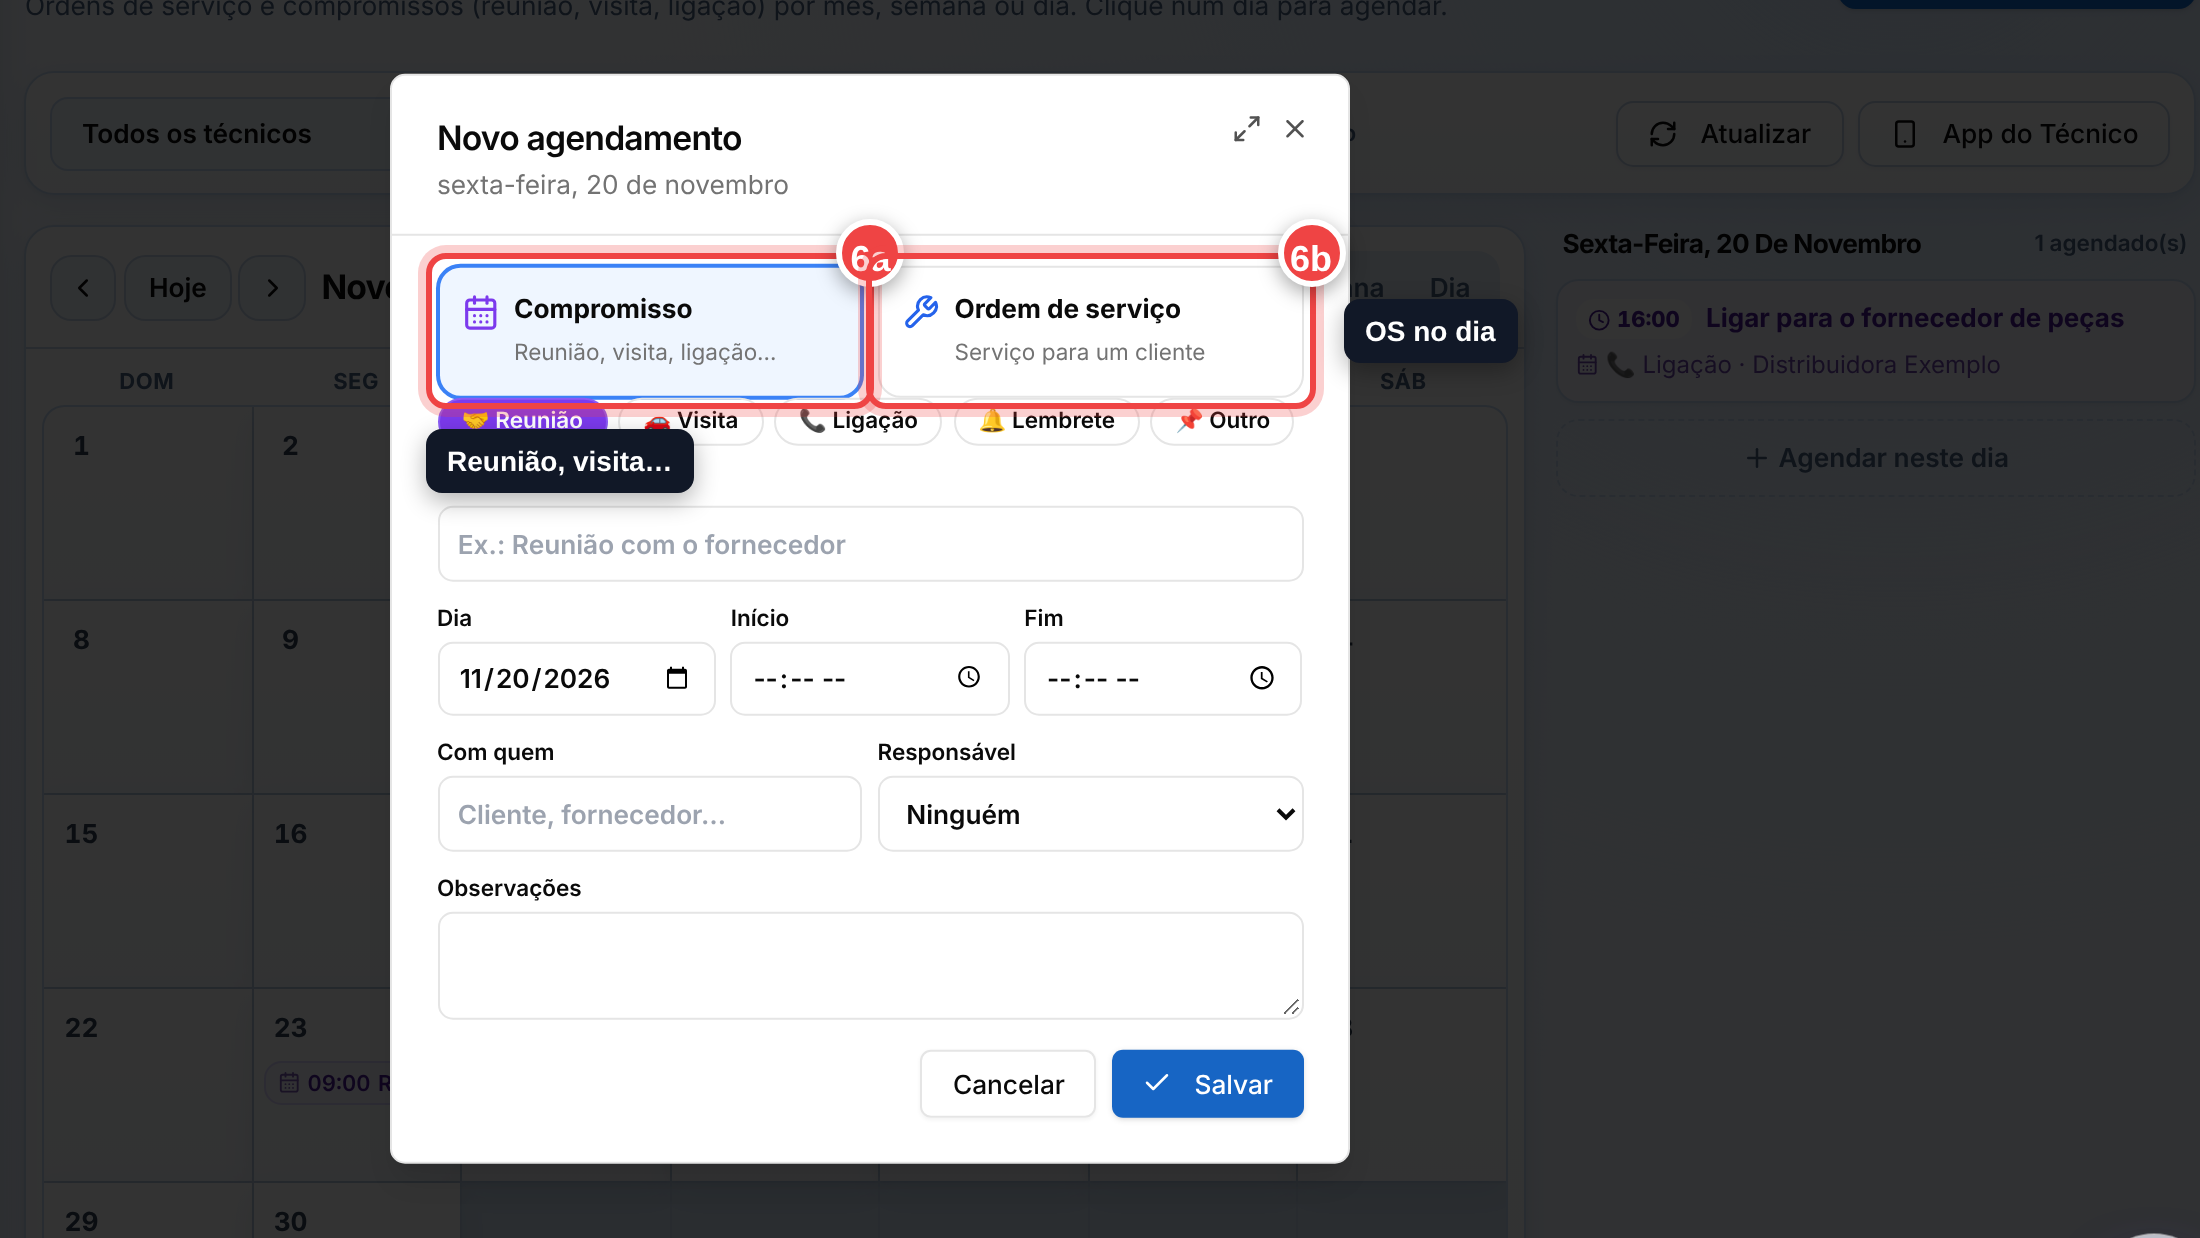 Ordens de serviço e compromissos (reunião, visita, ligação) por mês, semana ou dia. Clique num dia para agendar.
Todos os técnicos
Atualizar
App do Técnico
Novo agendamento
sexta-feira, 20 de novembro
6a
6b
Compromisso
Reunião, visita, ligação...
Ordem de serviço
Serviço para um cliente
OS no dia
Reunião
Visita
Ligação
Lembrete
Outro
Reunião, visita...
Ex.: Reunião com o fornecedor
Dia
Início
Fim
11/20/2026
--:-- --
--:-- --
Com quem
Responsável
Cliente, fornecedor...
Ninguém
Observações
Cancelar
Salvar
Hoje
Dia
DOM
SEG
SÁB
1
2
8
9
15
16
22
23
09:00
29
30
Sexta-Feira, 20 De Novembro
1 agendado(s)
16:00 Ligar para o fornecedor de peças
Ligação · Distribuidora Exemplo
+ Agendar neste dia